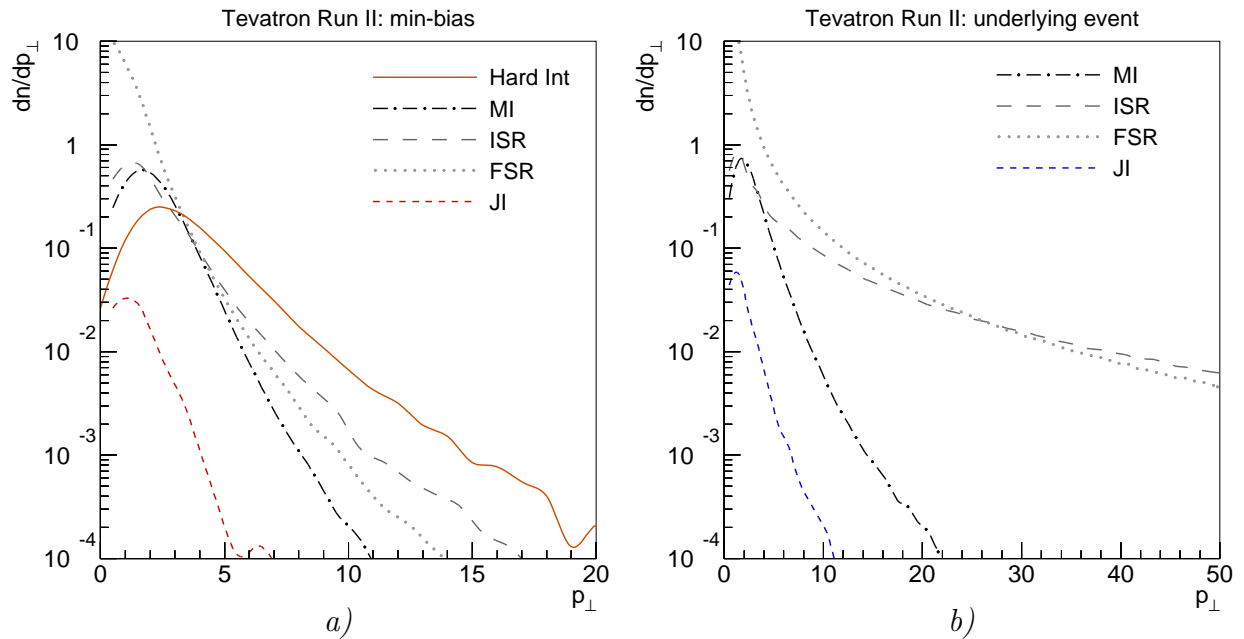 Tevatron Run II: min-bias
dn/dp⊥
10
1
10⁻¹
10⁻²
10⁻³
10⁻⁴
Hard Int
MI
ISR
FSR
JI
0 5 10 15 20
p⊥
a)
Tevatron Run II: underlying event
dn/dp⊥
10
1
10⁻¹
10⁻²
10⁻³
10⁻⁴
MI
ISR
FSR
JI
0 10 20 30 40 50
p⊥
b)